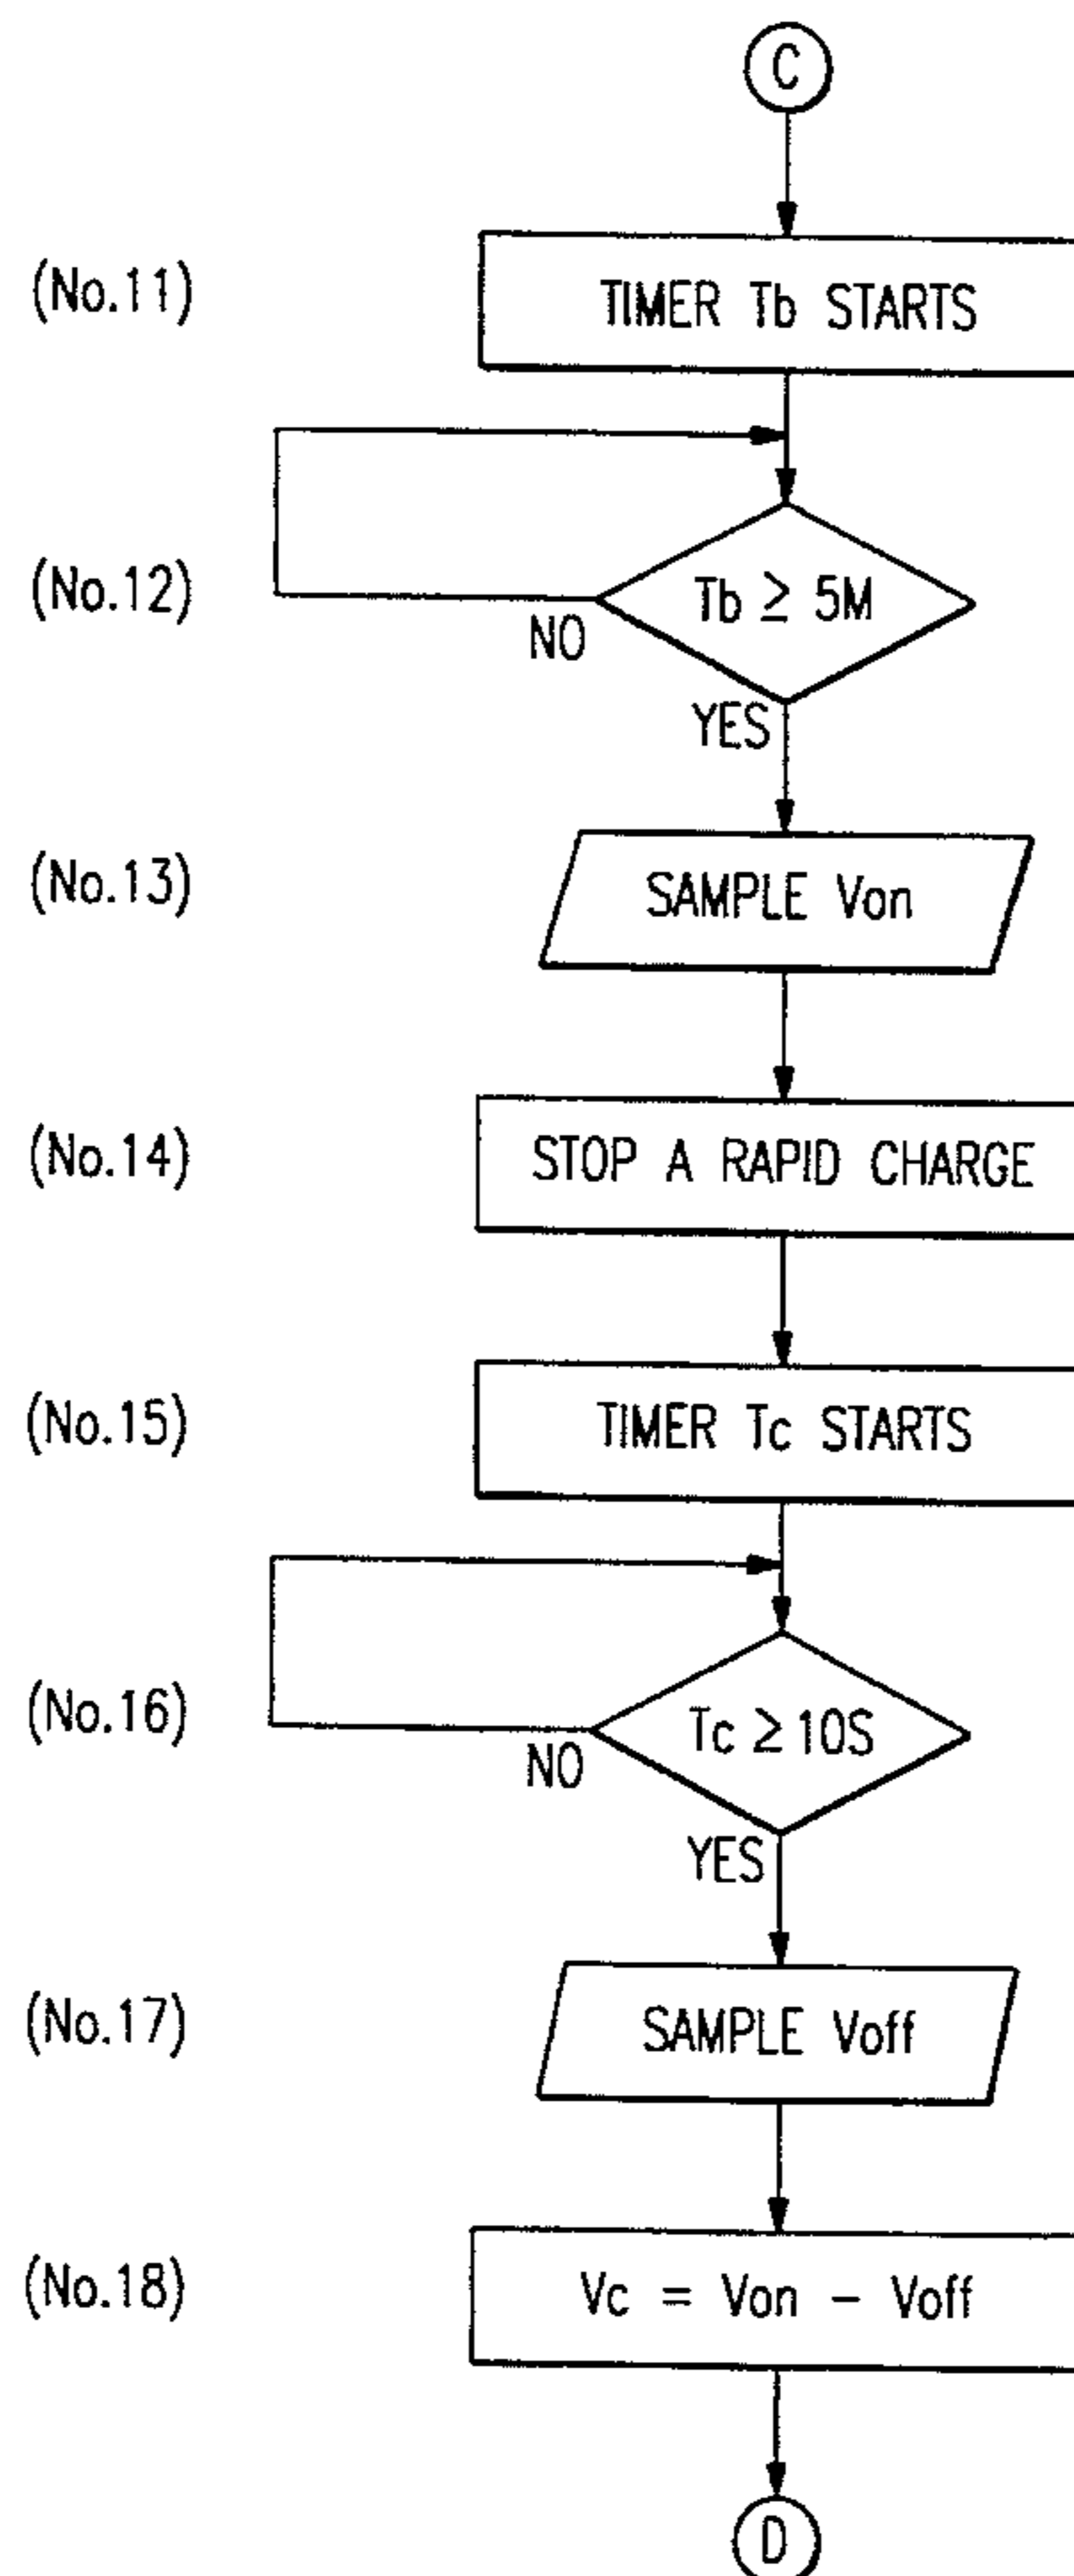 C
(No.11)
TIMER Tb STARTS
(No.12)
Tb ≥ 5M
NO
YES
(No.13)
SAMPLE Von
(No.14)
STOP A RAPID CHARGE
(No.15)
TIMER Tc STARTS
(No.16)
Tc ≥ 10S
NO
YES
(No.17)
SAMPLE Voff
(No.18)
Vc = Von - Voff
D